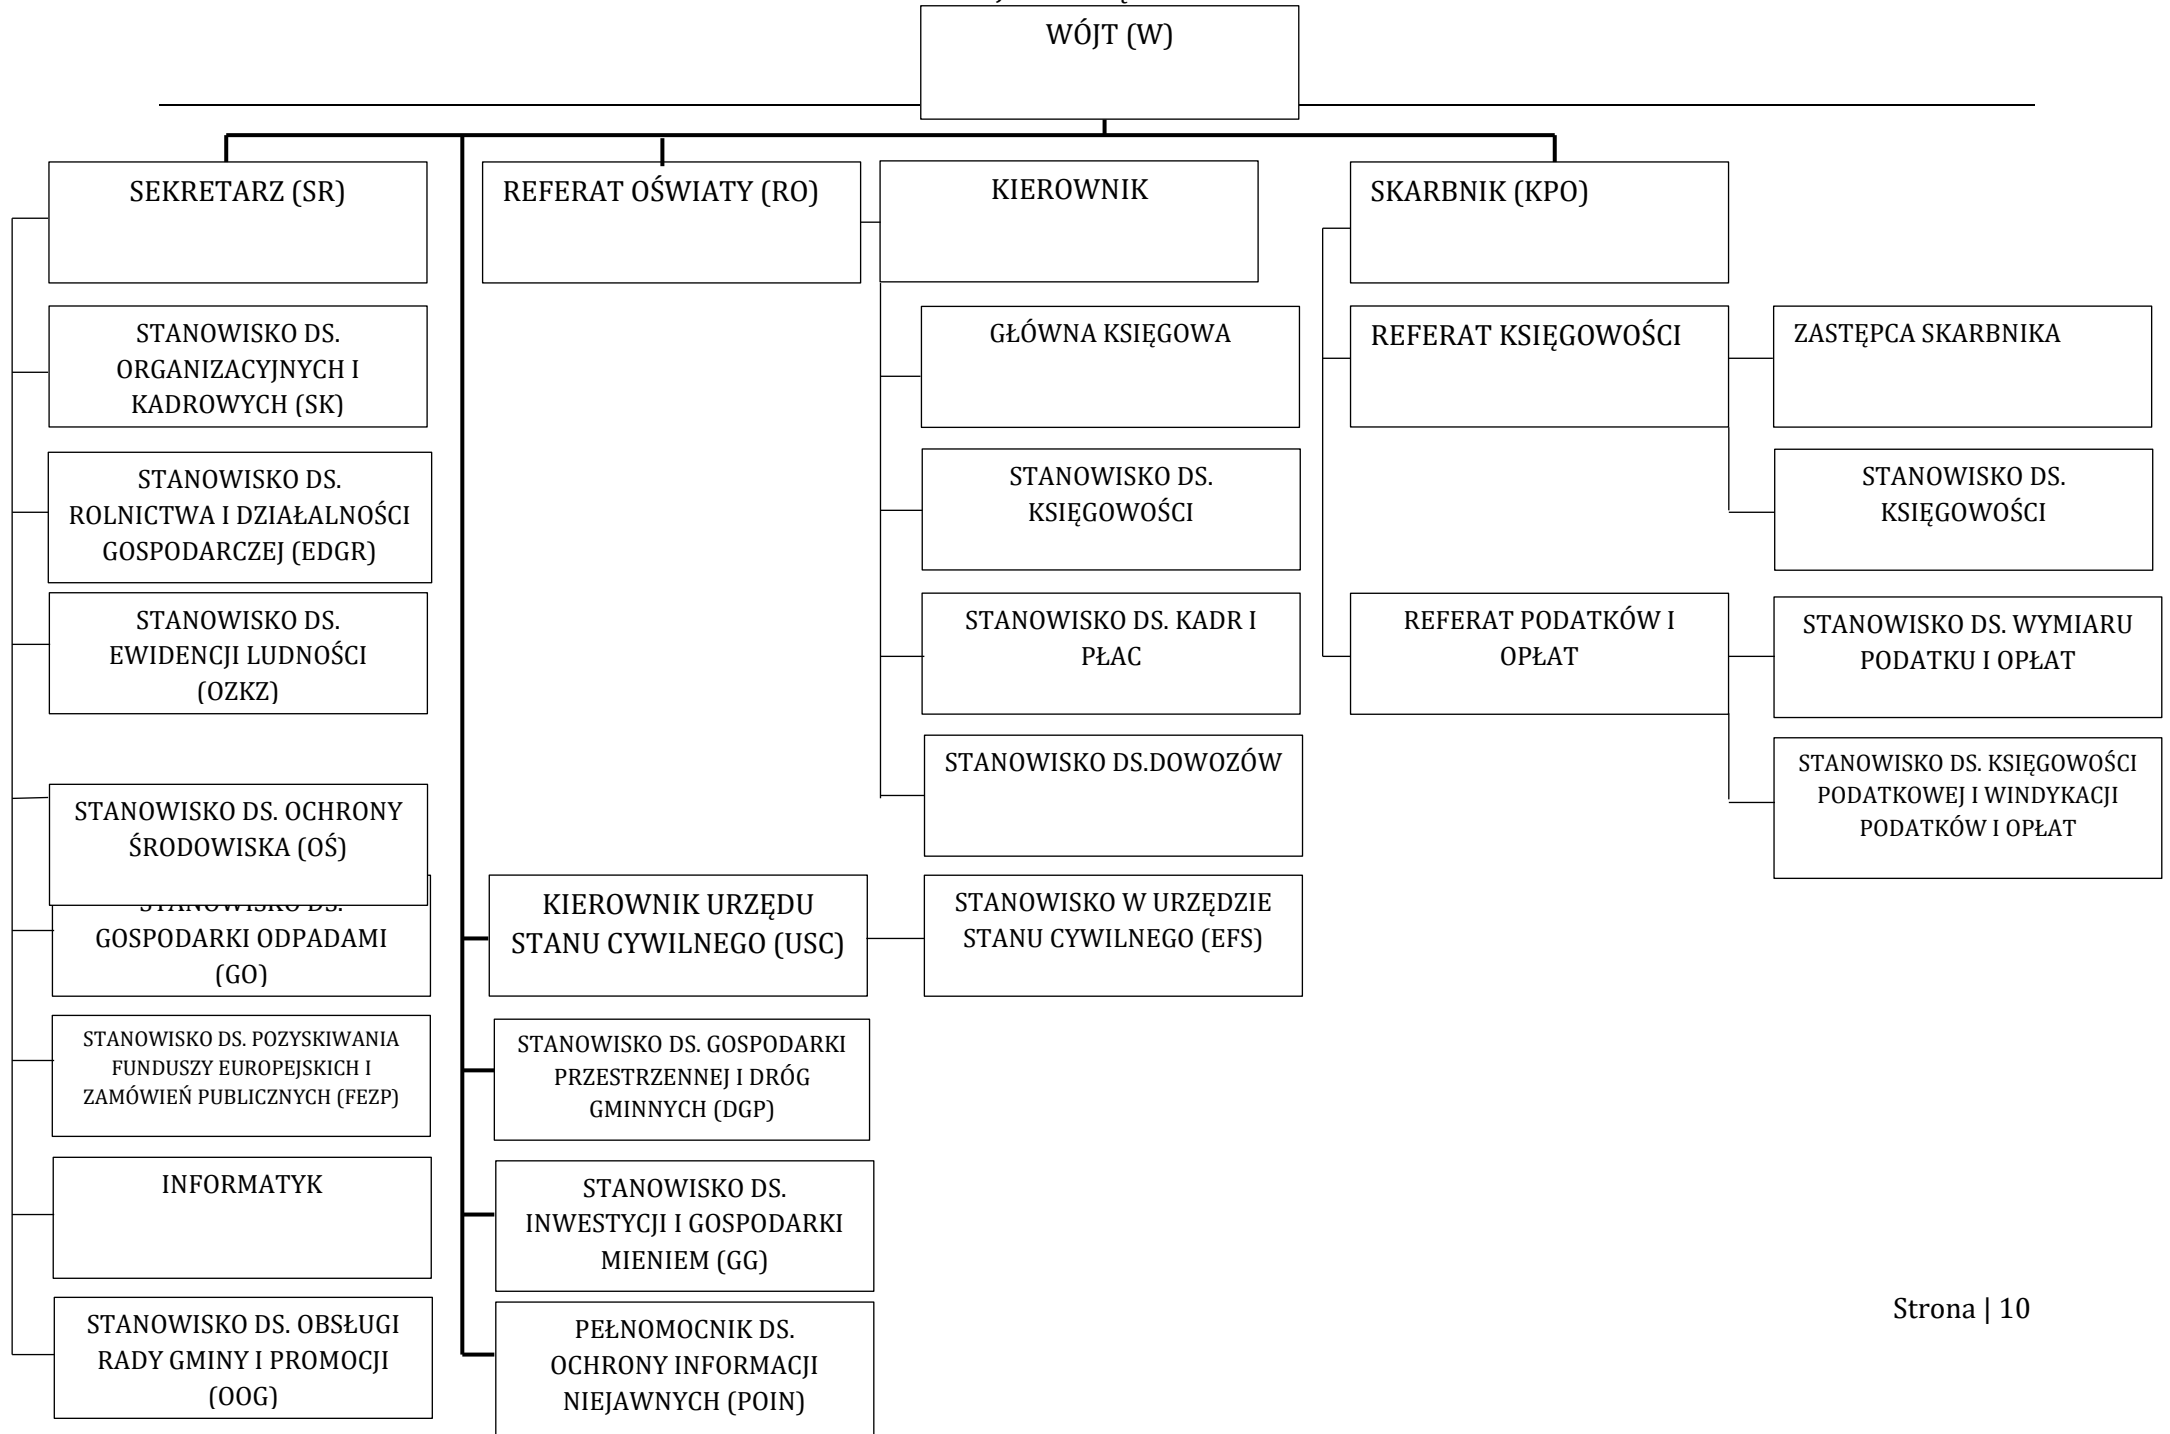 WÓJT (W)
SEKRETARZ (SR)
REFERAT OŚWIATY (RO)
KIEROWNIK
SKARBNIK (KPO)
STANOWISKO DS.
ORGANIZACYJNYCH I
KADROWYCH (SK)
GŁÓWNA KSIĘGOWA
REFERAT KSIĘGOWOŚCI
ZASTĘPCA SKARBNIKA
STANOWISKO DS.
ROLNICTWA I DZIAŁALNOŚCI
GOSPODARCZEJ (EDGR)
STANOWISKO DS.
KSIĘGOWOŚCI
STANOWISKO DS.
KSIĘGOWOŚCI
STANOWISKO DS.
EWIDENCJI LUDNOŚCI
(OZKZ)
STANOWISKO DS. KADR I
PŁAC
REFERAT PODATKÓW I
OPŁAT
STANOWISKO DS. WYMIARU
PODATKU I OPŁAT
STANOWISKO DS.DOWOZÓW
STANOWISKO DS. KSIĘGOWOŚCI
PODATKOWEJ I WINDYKACJI
PODATKÓW I OPŁAT
STANOWISKO DS. OCHRONY
ŚRODOWISKA (OŚ)
STANOWISKO DS.
GOSPODARKI ODPADAMI
(GO)
KIEROWNIK URZĘDU
STANU CYWILNEGO (USC)
STANOWISKO W URZĘDZIE
STANU CYWILNEGO (EFS)
STANOWISKO DS. POZYSKIWANIA
FUNDUSZY EUROPEJSKICH I
ZAMÓWIEŃ PUBLICZNYCH (FEZP)
STANOWISKO DS. GOSPODARKI
PRZESTRZENNEJ I DRÓG
GMINNYCH (DGP)
INFORMATYK
STANOWISKO DS.
INWESTYCJI I GOSPODARKI
MIENIEM (GG)
STANOWISKO DS. OBSŁUGI
RADY GMINY I PROMOCJI
(OOG)
PEŁNOMOCNIK DS.
OCHRONY INFORMACJI
NIEJAWNYCH (POIN)
Strona | 10